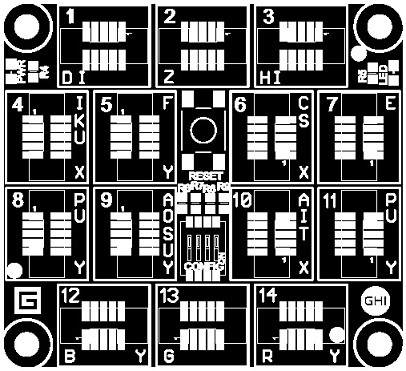 1 2 3
DI Z HI
PWR R4 R5 LED
4 IKU X
5 F Y
6 CS X
7 E Y
RESET
R6 R7 R8 R9
8 PU Y
9 AOSUY
10 AIT X
11 PU Y
CONFIG
G
12 B Y
13 G
14 R Y
GHI